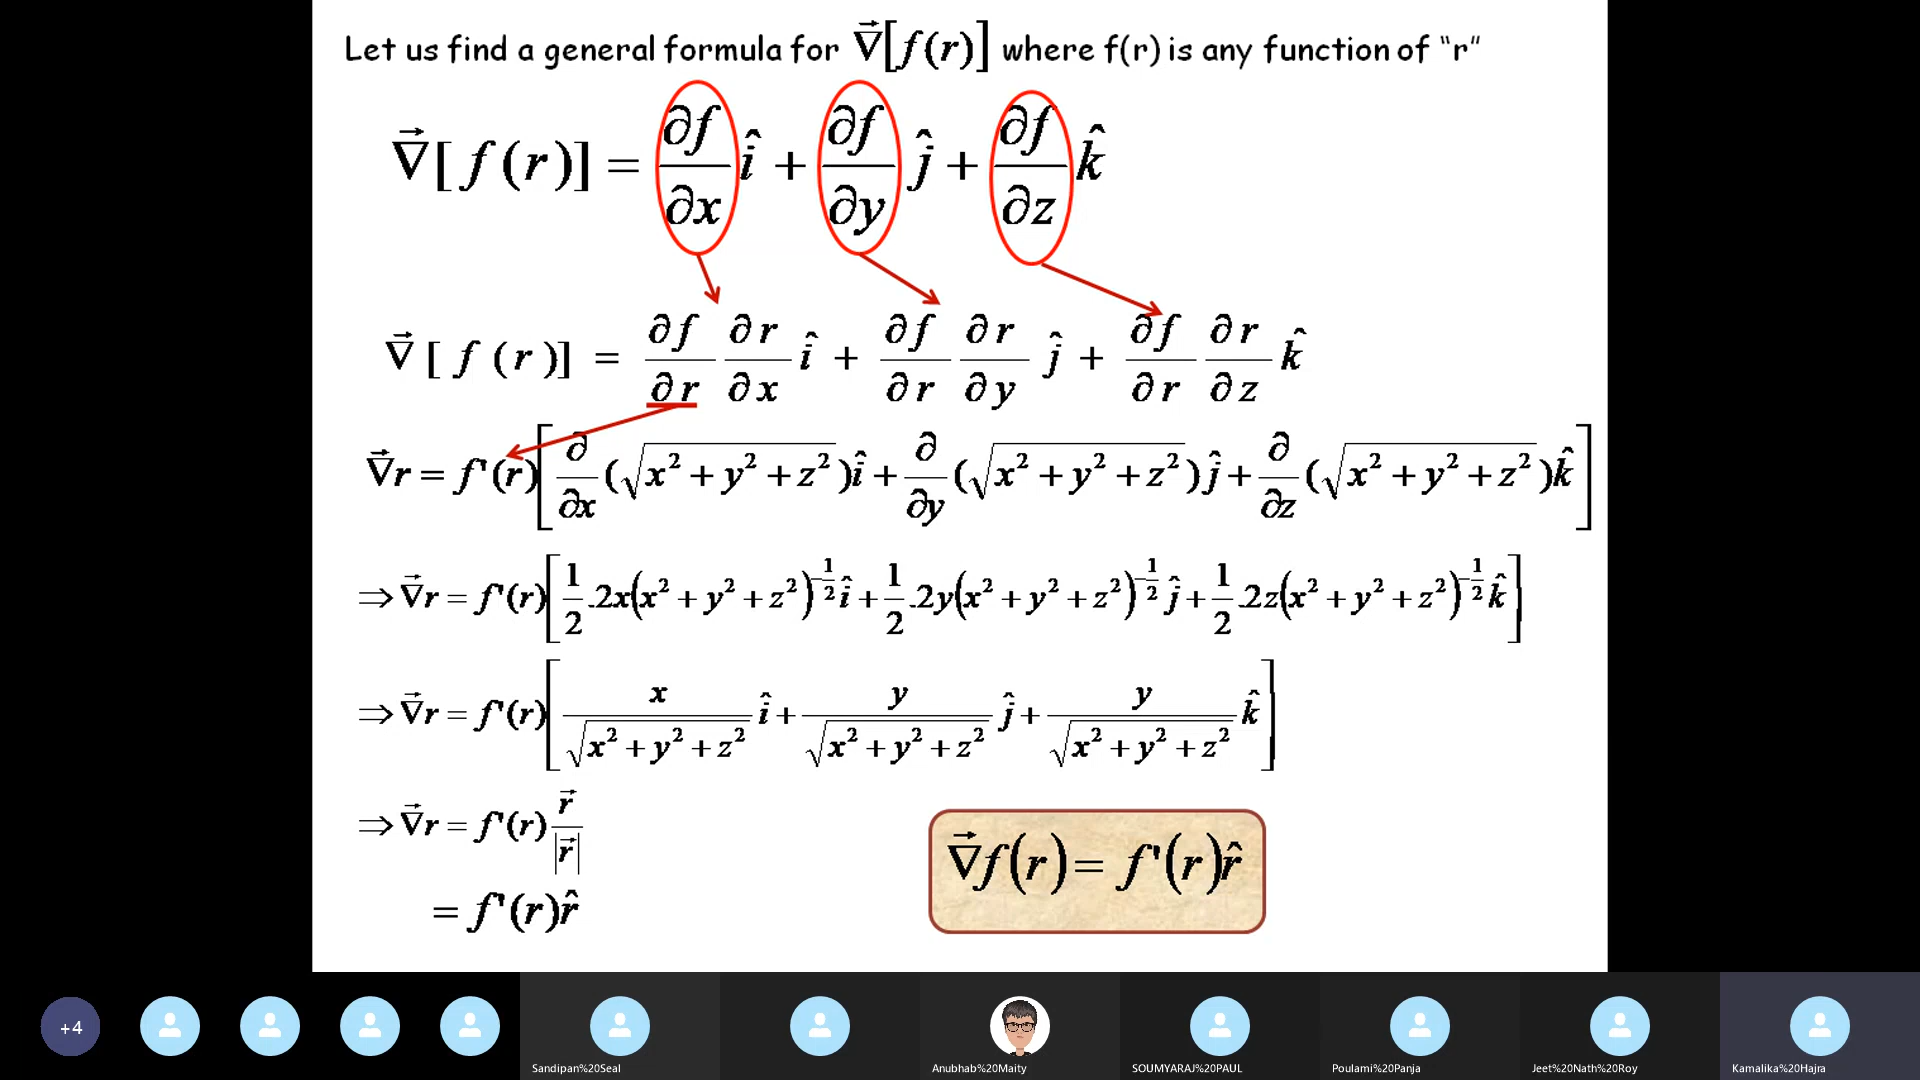 Let us find a general formula for ∇⃗[f(r)] where f(r) is any function of “r”
∇⃗[f(r)] = ∂f/∂x î + ∂f/∂y ĵ + ∂f/∂z k̂
∇⃗[f(r)] = ∂f/∂r ∂r/∂x î + ∂f/∂r ∂r/∂y ĵ + ∂f/∂r ∂r/∂z k̂
∇⃗r = f'(r)[∂/∂x (√(x² + y² + z²)) î + ∂/∂y (√(x² + y² + z²)) ĵ + ∂/∂z (√(x² + y² + z²)) k̂]
⇒ ∇⃗r = f'(r)[1/2 .2x(x² + y² + z²)^(-1/2) î + 1/2 .2y(x² + y² + z²)^(-1/2) ĵ + 1/2 .2z(x² + y² + z²)^(-1/2) k̂]
⇒ ∇⃗r = f'(r)[x/√(x² + y² + z²) î + y/√(x² + y² + z²) ĵ + y/√(x² + y² + z²) k̂]
⇒ ∇⃗r = f'(r) r⃗/|r⃗|
= f'(r)r̂
∇⃗f(r) = f'(r)r̂
+4
Sandipan%20Seal
Anubhab%20Maity
SOUMYARAJ%20PAUL
Poulami%20Panja
Jeet%20Nath%20Roy
Kamalika%20Hajra